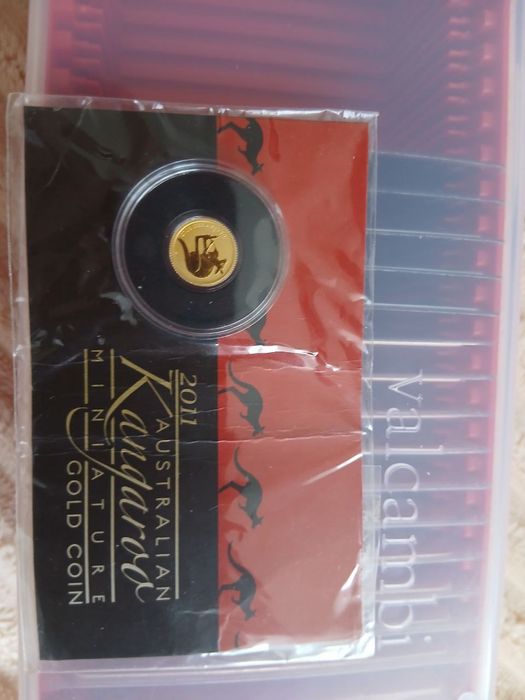 2011
AUSTRALIAN
Kangaroo
MINIATURE
GOLD COIN
valcambi